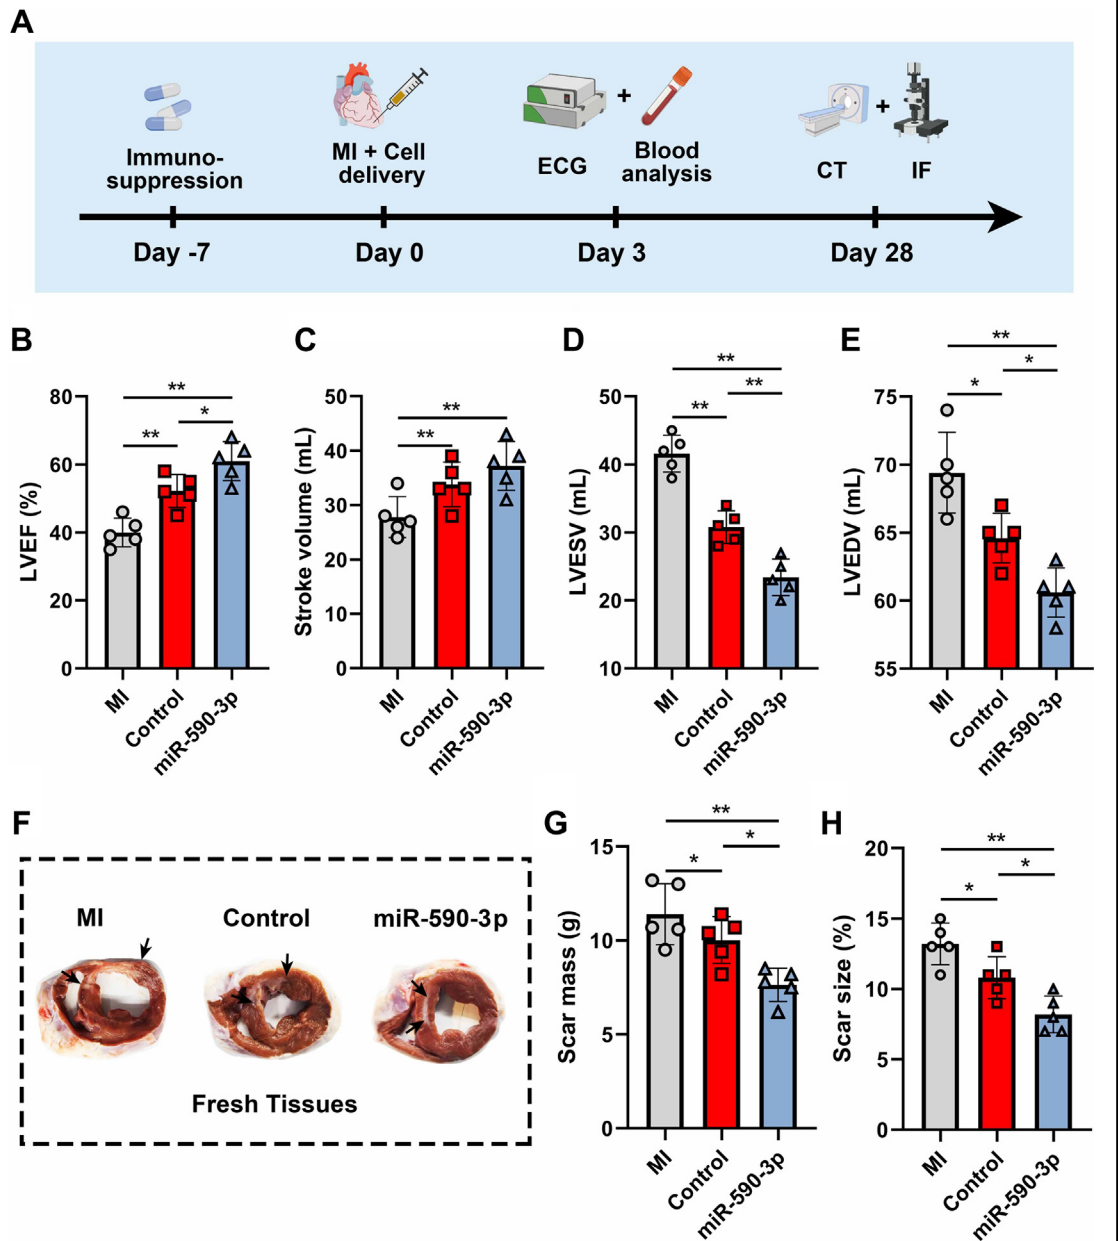 A
Immuno-
suppression
MI + Cell
delivery
+
ECG
Blood
analysis
+
CT
IF
Day -7
Day 0
Day 3
Day 28
B
LVEF (%)
80
60
40
20
0
**
*
**
MI
Control
miR-590-3p
C
Stroke volume (mL)
50
40
30
20
10
0
**
**
MI
Control
miR-590-3p
D
LVESV (mL)
50
40
30
20
10
**
**
**
MI
Control
miR-590-3p
E
LVEDV (mL)
75
70
65
60
55
**
*
*
MI
Control
miR-590-3p
F
MI
Control
miR-590-3p
Fresh Tissues
G
Scar mass (g)
15
10
5
0
**
*
*
MI
Control
miR-590-3p
H
Scar size (%)
20
15
10
5
0
**
*
*
MI
Control
miR-590-3p